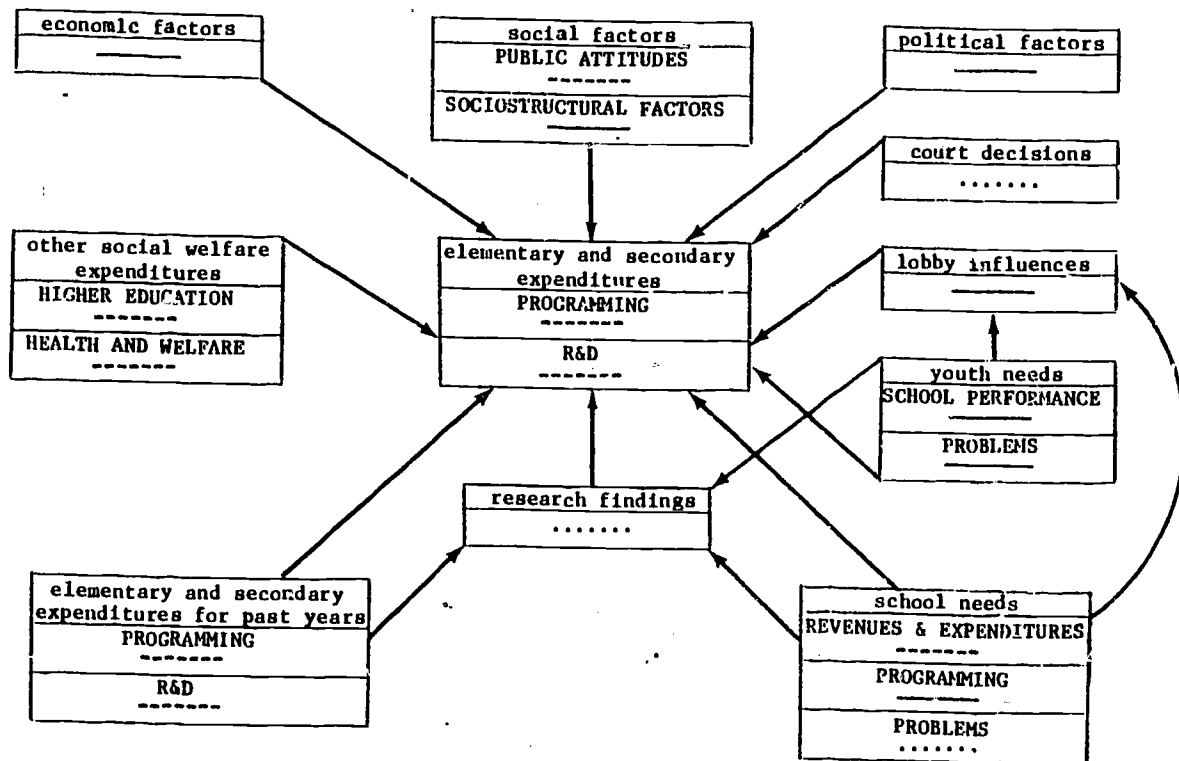 economic factors
social factors
PUBLIC ATTITUDES
SOCIOSTRUCTURAL FACTORS
political factors
court decisions
other social welfare
expenditures
HIGHER EDUCATION
HEALTH AND WELFARE
elementary and secondary
expenditures
PROGRAMMING
R&D
lobby influences
youth needs
SCHOOL PERFORMANCE
PROBLEMS
research findings
elementary and secondary
expenditures for past years
PROGRAMMING
R&D
school needs
REVENUES & EXPENDITURES
PROGRAMMING
PROBLEMS